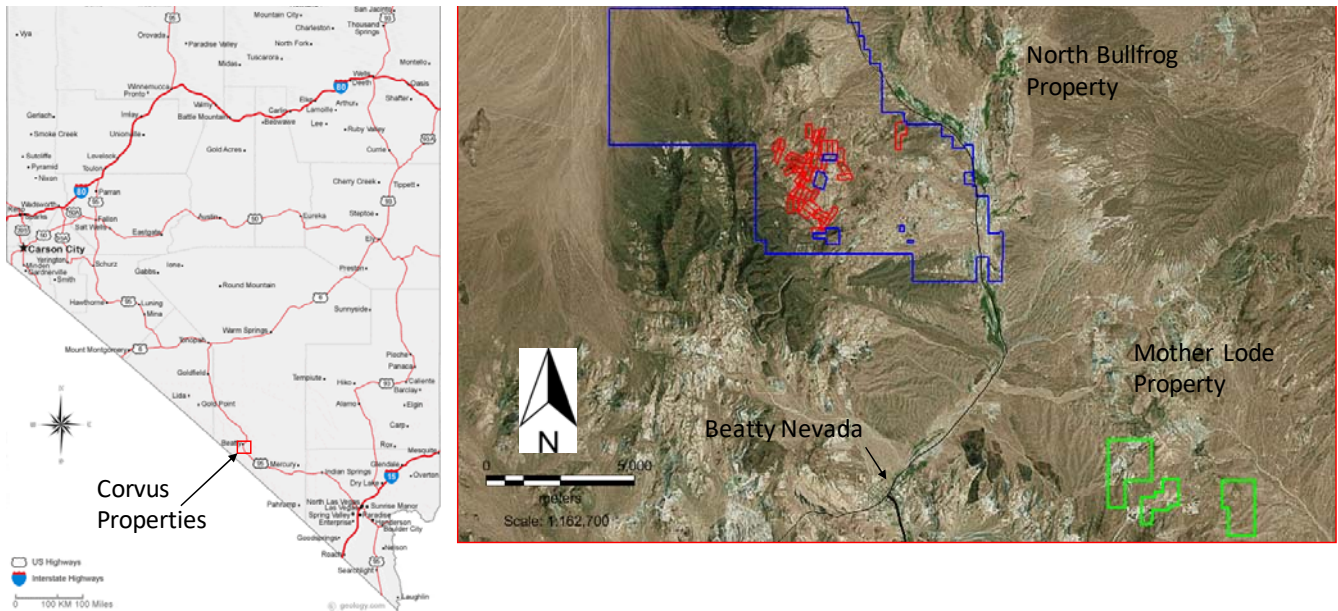 Mountain City
Jackpot
San Jacinto
Orovada
Charleston
Thousand
Springs
Vya
Paradise Valley
North Fork
Midas
Tuscarora
Montello
Winnemucca
Pronto
Wells
Deeth
Oasis
Elko
Halleck
Gerlach
Imlay
Valmy
Battle Mountain
Carlin
Lamoille
Arthur
Shafter
Smoke Creek
Unionville
Beowawe
Lee
Ruby Valley
Sutcliffe
Pyramid
Nixon
Lovelock
Toulon
Gold Acres
Currie
Parran
Cherry Creek
Tippett
Wadsworth
Reno
Sparks
Fallon
Salt Wells
Austin
Eureka
Steptoe
Eastgate
Ely
Carson City
Yerington
Minden
Gardnerville
Smith
Schurz
Gabbs
Ione
Preston
Round Mountain
Hawthorne
Luning
Mina
Sunnyside
Warm Springs
Tonopah
Mount Montgomery
Pioche
Panaca
Goldfield
Tempiute
Hiko
Caliente
Barclay
Lida
Gold Point
Alamo
Elgin
Carp
Beatty
Rox
Mesquite
Mercury
Indian Springs
Glendale
Overton
Dry Lake
Corvus
Properties
Pahrump
North Las Vegas
Las Vegas
Sunrise Manor
Spring Valley
Paradise
Enterprise
Henderson
Boulder City
Goodsprings
Nelson
Roach
Searchlight
Laughlin
US Highways
Interstate Highways
0 100 KM 100 Miles
© geology.com
North Bullfrog
Property
Mother Lode
Property
Beatty Nevada
N
0 5,000
meters
Scale: 1:162,700